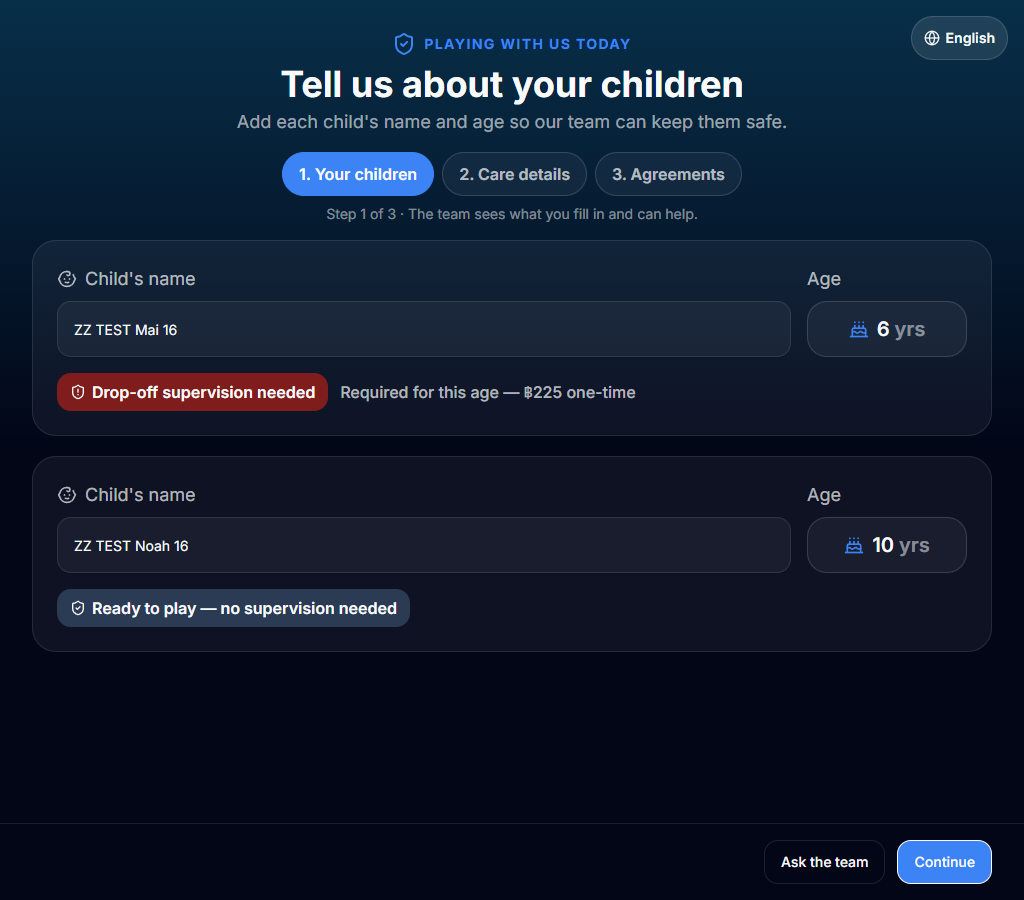 English
PLAYING WITH US TODAY
Tell us about your children
Add each child's name and age so our team can keep them safe.
1. Your children
2. Care details
3. Agreements
Step 1 of 3 · The team sees what you fill in and can help.
Child's name
Age
ZZ TEST Mai 16
6 yrs
Drop-off supervision needed
Required for this age — ฿225 one-time
Child's name
Age
ZZ TEST Noah 16
10 yrs
Ready to play — no supervision needed
Ask the team
Continue